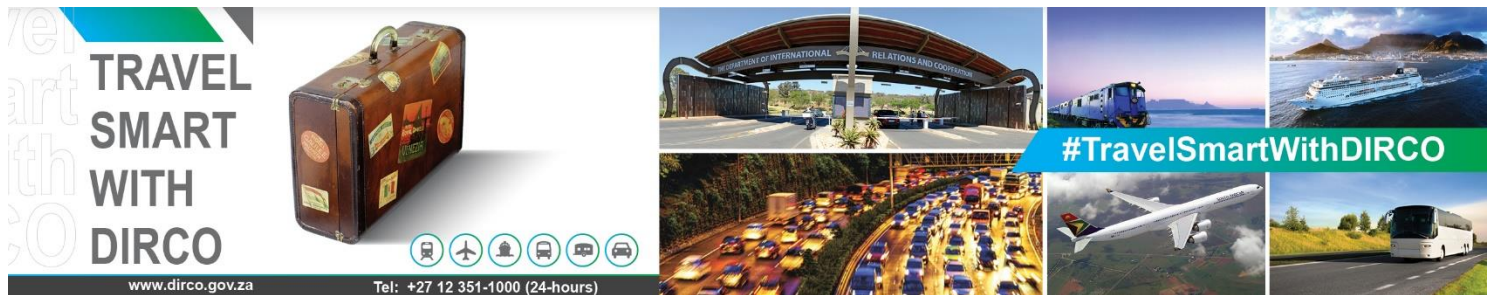 TRAVEL
SMART
WITH
DIRCO
www.dirco.gov.za
Tel: +27 12 351-1000 (24-hours)
THE DEPARTMENT OF INTERNATIONAL RELATIONS AND COOPERATION
#TravelSmartWithDIRCO